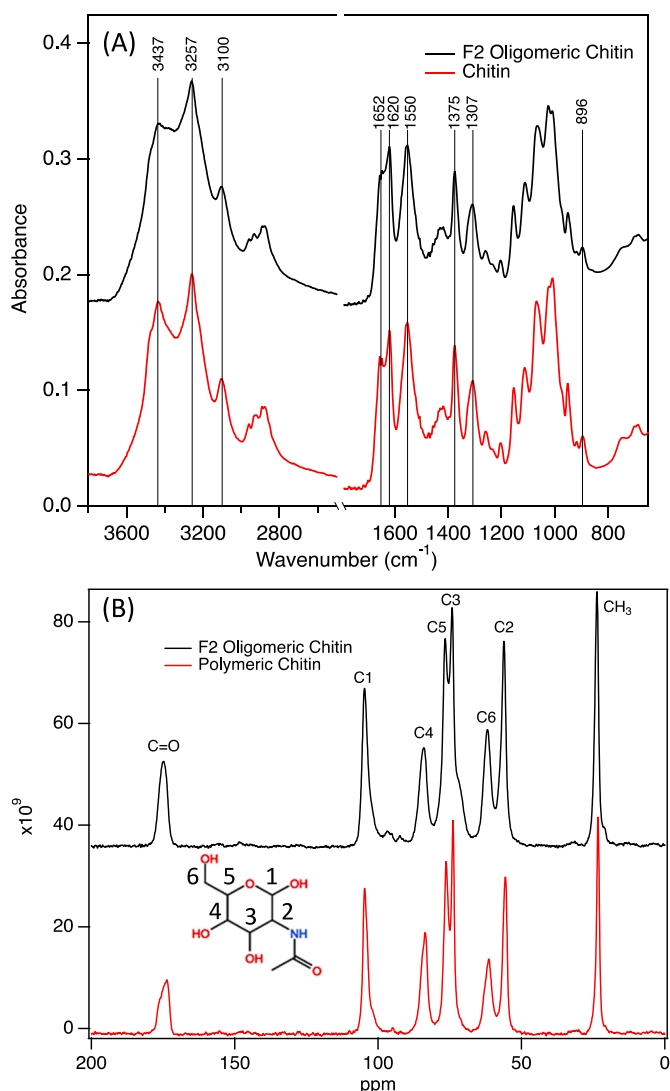 (A)
3437
3257
3100
1652
1620
1550
1375
1307
896
F2 Oligomeric Chitin
Chitin
0.4
0.3
0.2
0.1
0.0
Absorbance
3600 3200 2800 1600 1400 1200 1000 800
Wavenumber (cm⁻¹)
(B)
F2 Oligomeric Chitin
Polymeric Chitin
C=O
C1
C4
C5
C3
C6
C2
CH₃
80
60
40
20
0
x10⁹
OH
6 5 O 1 OH
4 3 2
HO OH NH
O
200 150 100 50 0
ppm